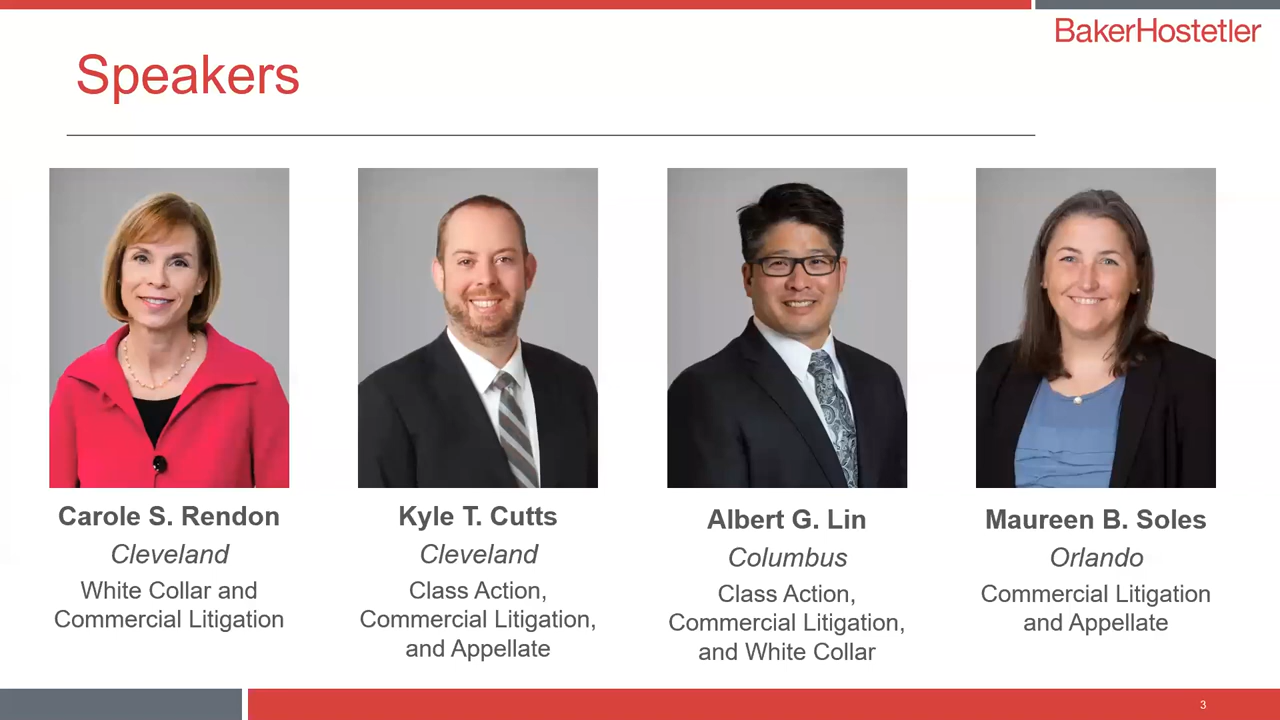 BakerHostetler
Speakers
Carole S. Rendon
Cleveland
White Collar and
Commercial Litigation
Kyle T. Cutts
Cleveland
Class Action,
Commercial Litigation,
and Appellate
Albert G. Lin
Columbus
Class Action,
Commercial Litigation,
and White Collar
Maureen B. Soles
Orlando
Commercial Litigation
and Appellate
3